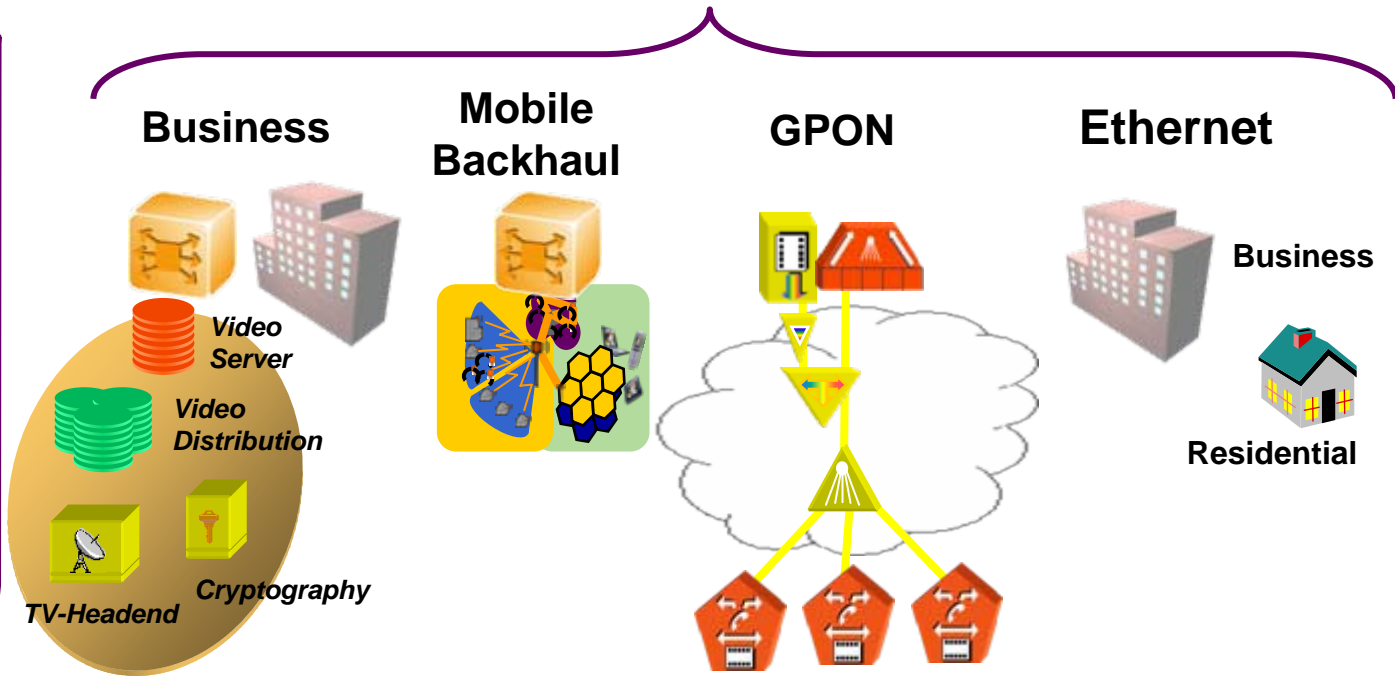 Business
Mobile
Backhaul
GPON
Ethernet
Video
Server
Video
Distribution
TV-Headend
Cryptography
Business
Residential